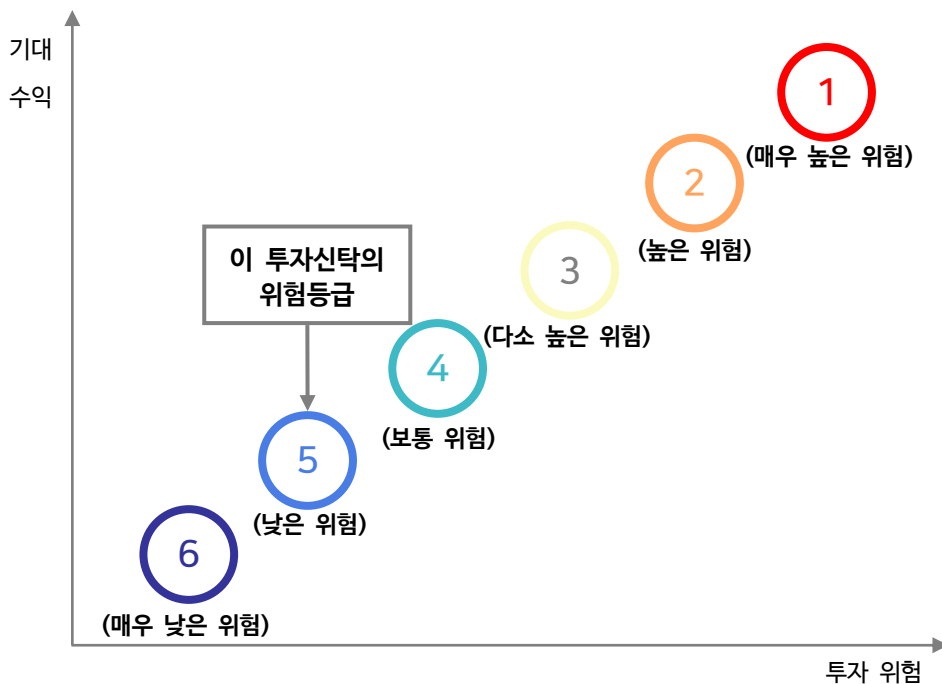 기대
수익
1
(매우 높은 위험)
2
(높은 위험)
이 투자신탁의
위험등급
3
(다소 높은 위험)
4
(보통 위험)
5
(낮은 위험)
6
(매우 낮은 위험)
투자 위험